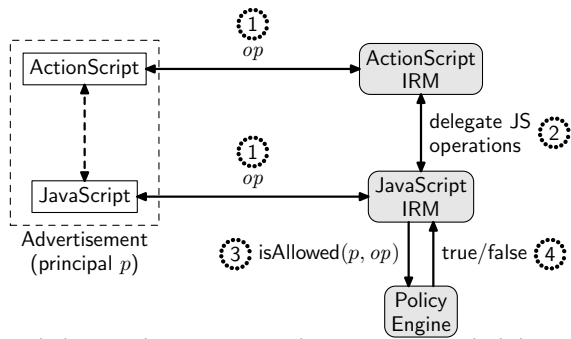 1
op
ActionScript
ActionScript
IRM
delegate JS
operations
2
1
op
JavaScript
JavaScript
IRM
Advertisement
(principal p)
3 isAllowed(p, op)
true/false 4
Policy
Engine